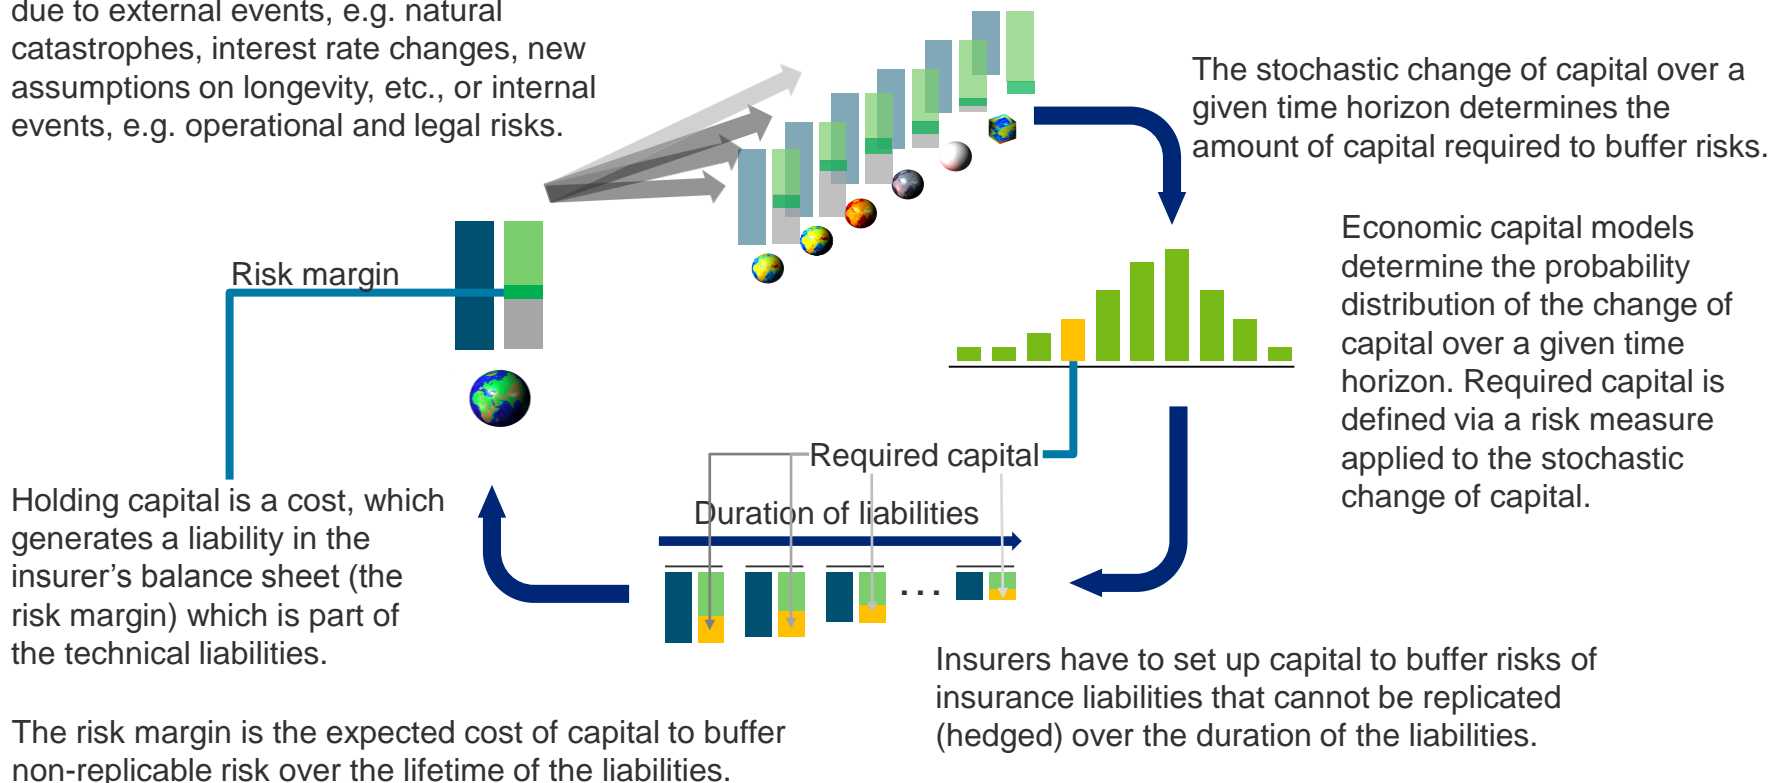 due to external events, e.g. natural
catastrophes, interest rate changes, new
assumptions on longevity, etc., or internal
events, e.g. operational and legal risks.
The stochastic change of capital over a
given time horizon determines the
amount of capital required to buffer risks.
Economic capital models
determine the probability
distribution of the change of
capital over a given time
horizon. Required capital is
defined via a risk measure
applied to the stochastic
change of capital.
Risk margin
Required capital
Duration of liabilities
...
Holding capital is a cost, which
generates a liability in the
insurer’s balance sheet (the
risk margin) which is part of
the technical liabilities.
Insurers have to set up capital to buffer risks of
insurance liabilities that cannot be replicated
(hedged) over the duration of the liabilities.
The risk margin is the expected cost of capital to buffer
non-replicable risk over the lifetime of the liabilities.